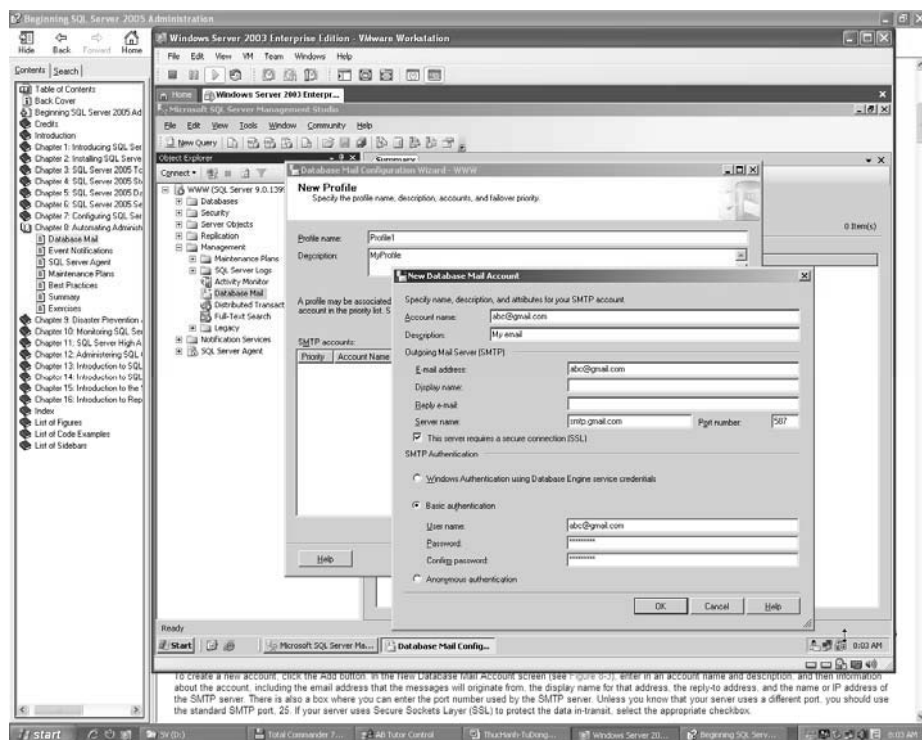 Beginning SQL Server 2005 Administration
Hide Back Forward Home
Contents Search
Table of Contents
Back Cover
Beginning SQL Server 2005 Ad
Credits
Introduction
Chapter 1: Introducing SQL Ser
Chapter 2: Installing SQL Serve
Chapter 3: SQL Server 2005 To
Chapter 4: SQL Server 2005 St
Chapter 5: SQL Server 2005 Da
Chapter 6: SQL Server 2005 Se
Chapter 7: Configuring SQL Ser
Chapter 8: Automating Administ
Database Mail
Event Notifications
SQL Server Agent
Maintenance Plans
Best Practices
Summary
Exercises
Chapter 9: Disaster Prevention
Chapter 10: Monitoring SQL Se
Chapter 11: SQL Server High A
Chapter 12: Administering SQL
Chapter 13: Introduction to SQL
Chapter 14: Introduction to SQL
Chapter 15: Introduction to the
Chapter 16: Introduction to Rep
Index
List of Figures
List of Code Examples
List of Sidebars
Windows Server 2003 Enterprise Edition - VMware Workstation
File Edit View VM Team Windows Help
Home Windows Server 2003 Enterpr...
Microsoft SQL Server Management Studio
File Edit View Tools Window Community Help
New Query
Object Explorer
Summary
Connect
WWW (SQL Server 9.0.139
Databases
Security
Server Objects
Replication
Management
Maintenance Plans
SQL Server Logs
Activity Monitor
Database Mail
Distributed Transact
Full-Text Search
Legacy
Notification Services
SQL Server Agent
0 Item(s)
Database Mail Configuration Wizard - WWW
New Profile
Specify the profile name, description, accounts, and failover priority.
Profile name: Profile1
Description: MyProfile
A profile may be associated
account in the priority list. S
SMTP accounts:
Priority Account Name
Help
New Database Mail Account
Specify name, description, and attributes for your SMTP account
Account name: abc@gmail.com
Description: My email
Outgoing Mail Server (SMTP)
E-mail address: abc@gmail.com
Display name:
Reply e-mail:
Server name: smtp.gmail.com Port number: 587
This server requires a secure connection (SSL)
SMTP Authentication
Windows Authentication using Database Engine service credentials
Basic authentication
User name: abc@gmail.com
Password: *********
Confirm password: *********
Anonymous authentication
OK Cancel Help
Ready
Start Microsoft SQL Server Ma... Database Mail Config... 8:03 AM
To create a new account, click the Add button. In the New Database Mail Account screen (see Figure 8-3), enter in an account name and description, and then information
about the account, including the email address that the messages will originate from, the display name for that address, the reply-to address, and the name or IP address of
the SMTP server. There is also a box where you can enter the port number used by the SMTP server. Unless you know that your server uses a different port, you should use
the standard SMTP port, 25. If your server uses Secure Sockets Layer (SSL) to protect the data in-transit, select the appropriate checkbox.
start SV (D:) Total Commander 7... AB Tutor Control ThucHanh-TuDong... Windows Server 20... Beginning SQL Serv... 8:03 AM